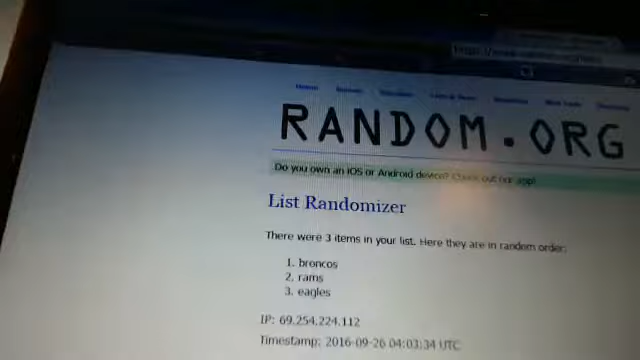 Home
RANDOM.ORG
Do you own an iOS or Android device? Check out our app!
List Randomizer
There were 3 items in your list. Here they are in random order:
1. broncos
2. rams
3. eagles
IP: 69.254.224.112
Timestamp: 2016-09-26 04:03:34 UTC